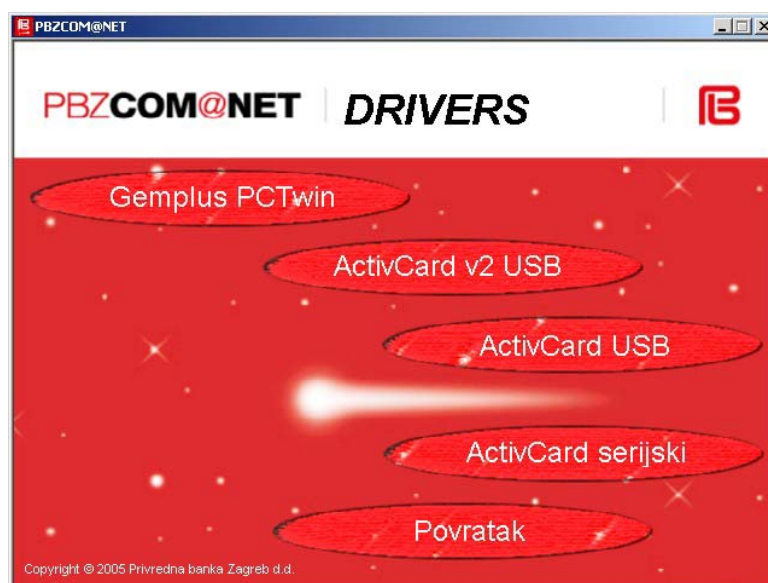 PBZCOM@NET
PBZCOM@NET DRIVERS
Gemplus PCTwin
ActivCard v2 USB
ActivCard USB
ActivCard serijski
Povratak
Copyright © 2005 Privredna banka Zagreb d.d.